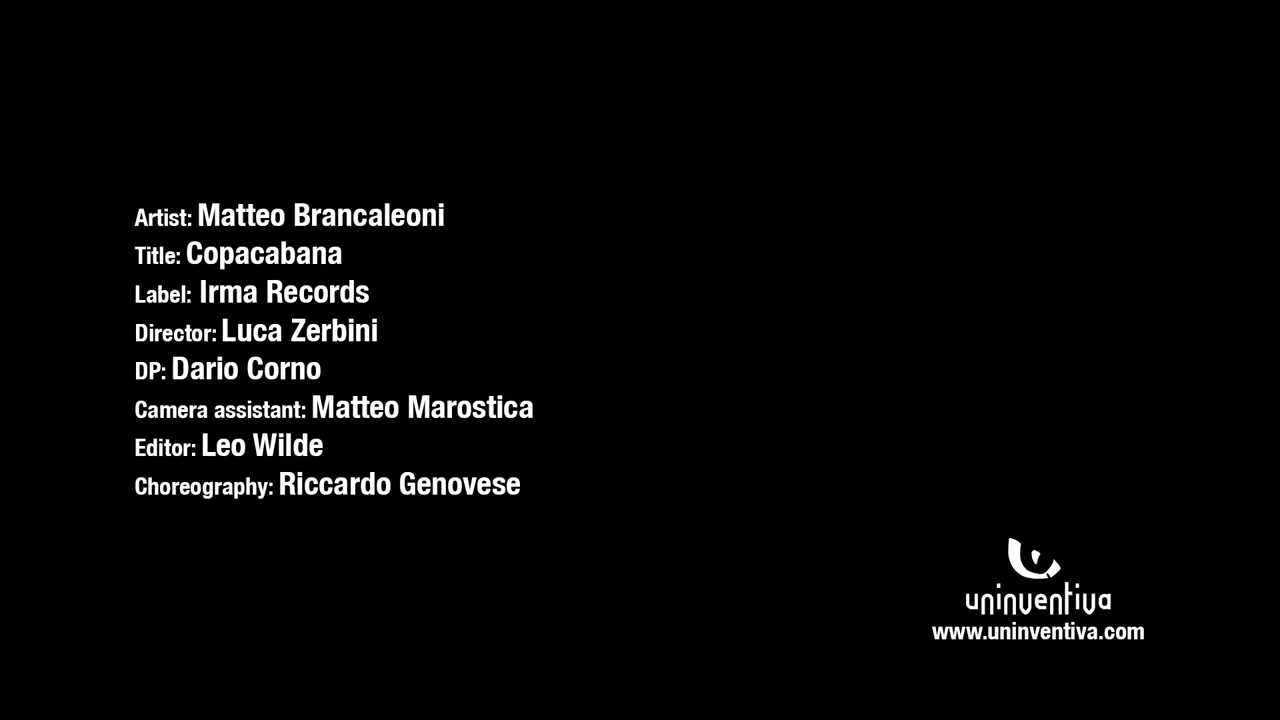 Artist: Matteo Brancaleoni
Title: Copacabana
Label: Irma Records
Director: Luca Zerbini
DP: Dario Corno
Camera assistant: Matteo Marostica
Editor: Leo Wilde
Choreography: Riccardo Genovese
uninventiva
www.uninventiva.com